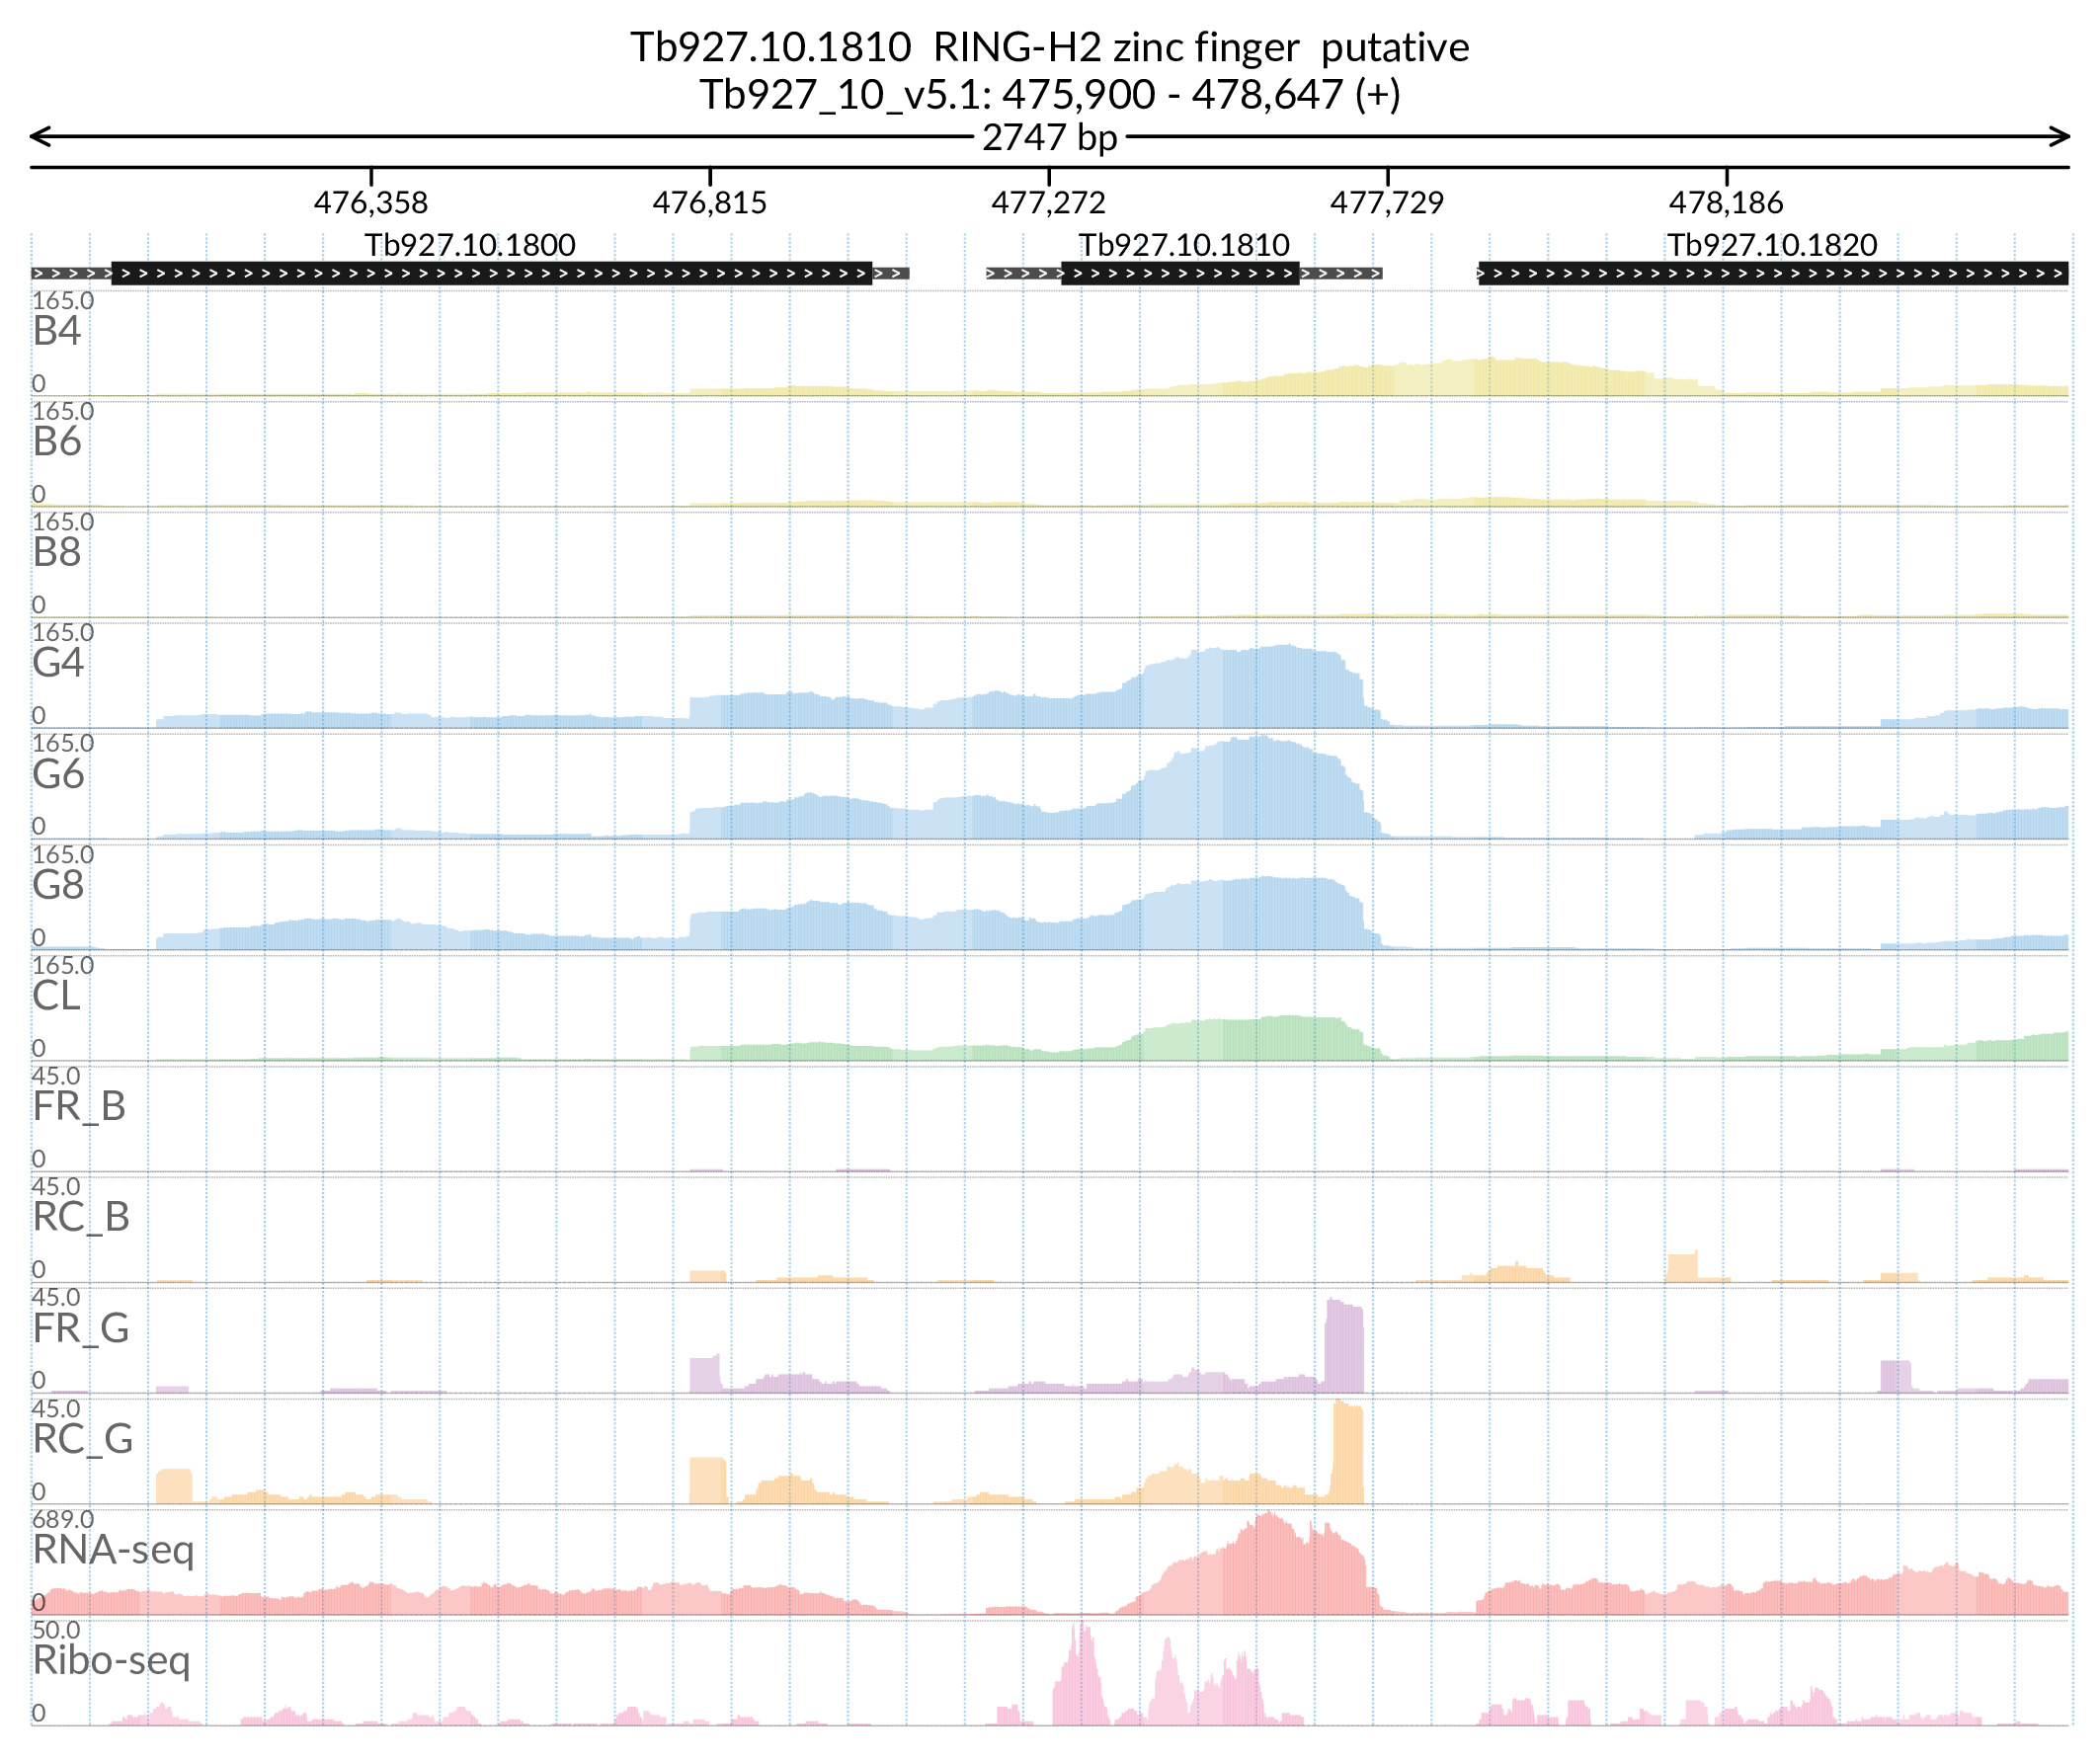 Tb927.10.1810  RING-H2 zinc finger  putative
Tb927_10_v5.1: 475,900 - 478,647 (+)
2747 bp
476,358 476,815 477,272 477,729 478,186
Tb927.10.1800 Tb927.10.1810 Tb927.10.1820
165.0
B4
0
165.0
B6
0
165.0
B8
0
165.0
G4
0
165.0
G6
0
165.0
G8
0
165.0
CL
0
45.0
FR_B
0
45.0
RC_B
0
45.0
FR_G
0
45.0
RC_G
0
689.0
RNA-seq
0
50.0
Ribo-seq
0